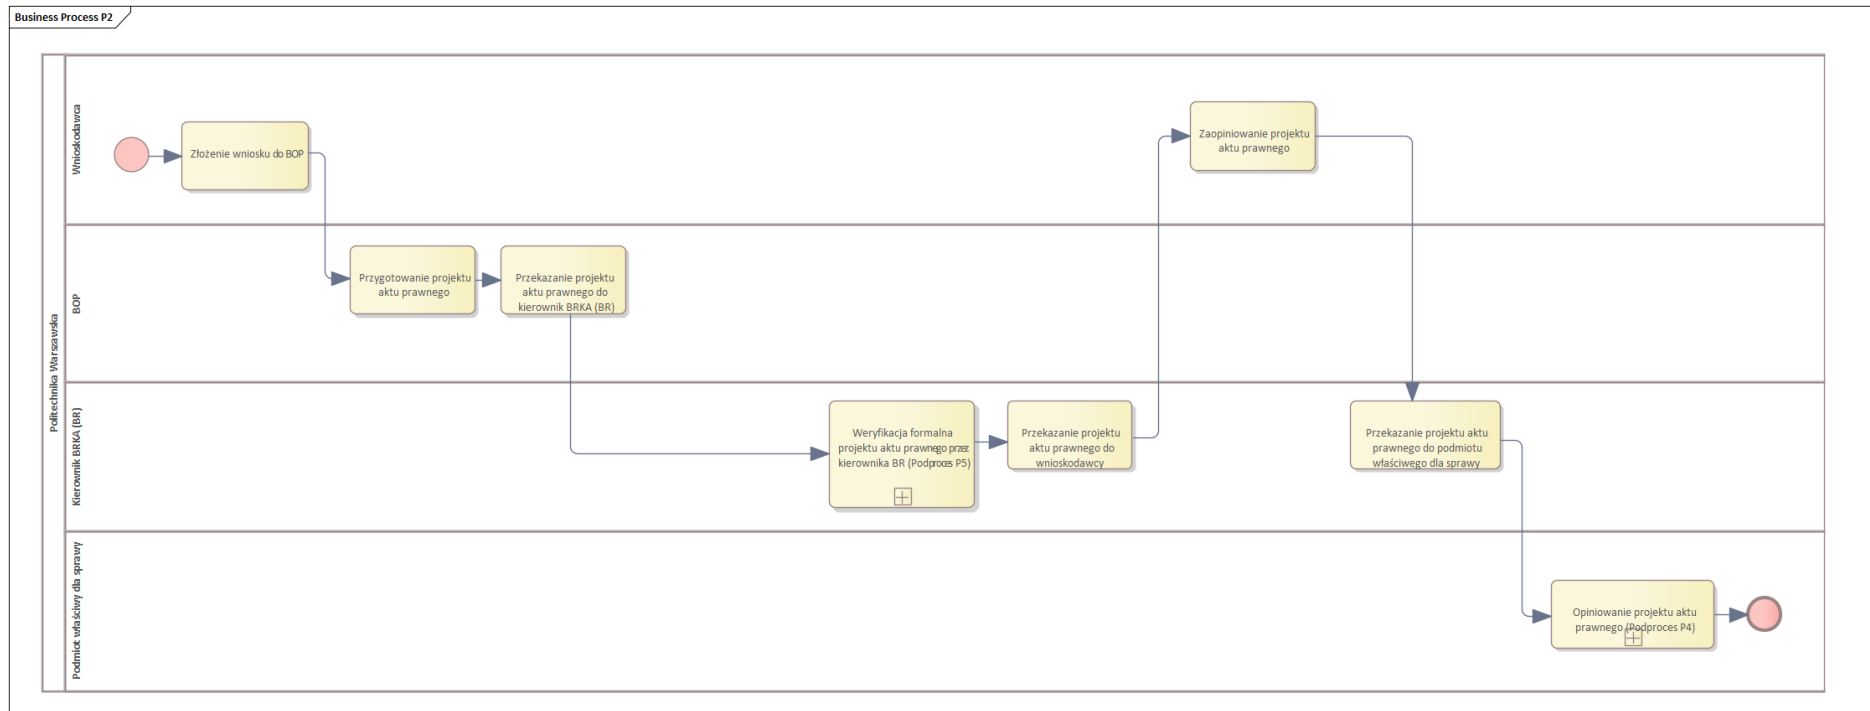 Business Process P2
Politechnika Warszawska
Wnioskodawca
Złożenie wniosku do BOP
Zaopiniowanie projektu
aktu prawnego
BOP
Przygotowanie projektu
aktu prawnego
Przekazanie projektu
aktu prawnego do
kierownik BRKA (BR)
Kierownik BRKA (BR)
Weryfikacja formalna
projektu aktu prawnego przez
kierownika BR (Podproces P5)
Przekazanie projektu
aktu prawnego do
wnioskodawcy
Przekazanie projektu aktu
prawnego do podmiotu
właściwego dla sprawy
Podmiot właściwy dla sprawy
Opiniowanie projektu aktu
prawnego (Podproces P4)